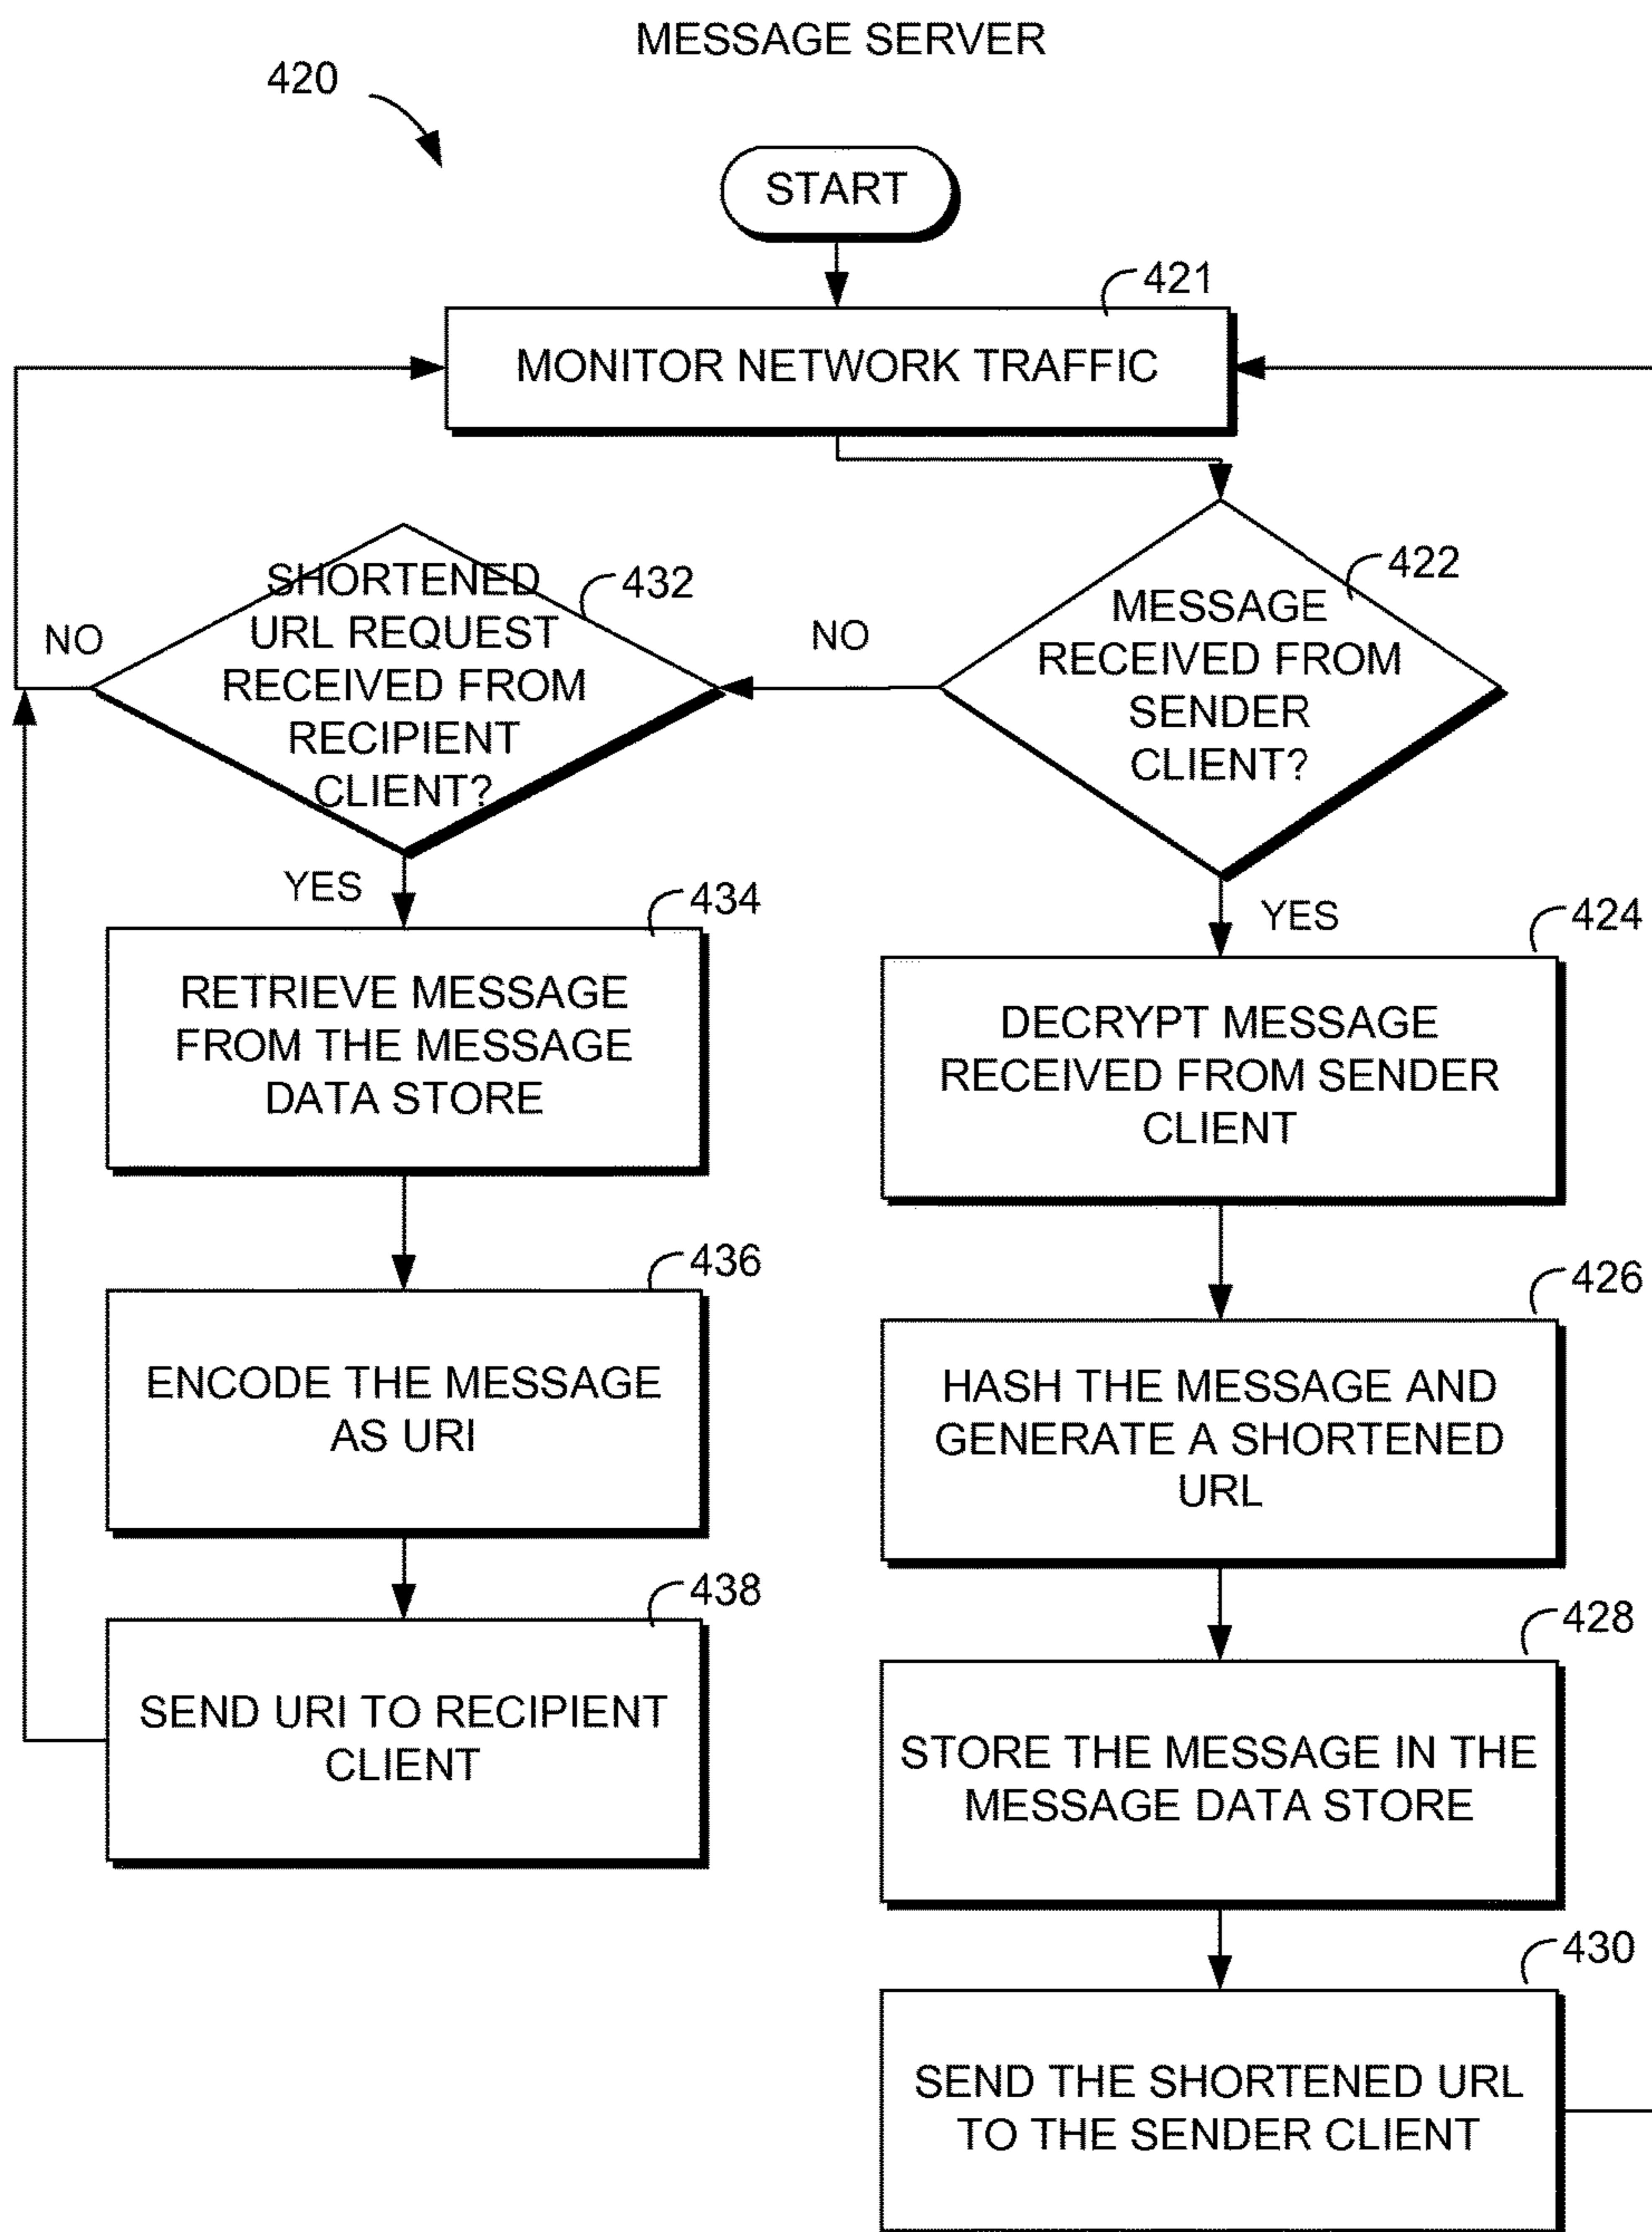 MESSAGE SERVER
420
START
421
MONITOR NETWORK TRAFFIC
422
MESSAGE
RECEIVED FROM
SENDER
CLIENT?
NO
YES
432
SHORTENED
URL REQUEST
RECEIVED FROM
RECIPIENT
CLIENT?
NO
YES
434
RETRIEVE MESSAGE
FROM THE MESSAGE
DATA STORE
436
ENCODE THE MESSAGE
AS URI
438
SEND URI TO RECIPIENT
CLIENT
424
DECRYPT MESSAGE
RECEIVED FROM SENDER
CLIENT
426
HASH THE MESSAGE AND
GENERATE A SHORTENED
URL
428
STORE THE MESSAGE IN THE
MESSAGE DATA STORE
430
SEND THE SHORTENED URL
TO THE SENDER CLIENT